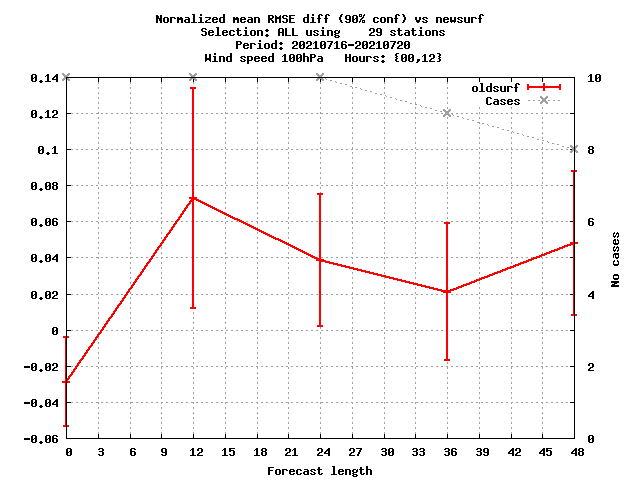 Normalized mean RMSE diff (90% conf) vs newsurf
Selection: ALL using    29 stations
Period: 20210716-20210720
Wind speed 100hPa   Hours: {00,12}
0.14
0.12
0.1
0.08
0.06
0.04
0.02
0
-0.02
-0.04
-0.06
oldsurf
Cases
10
8
6
4
2
0
No cases
0 3 6 9 12 15 18 21 24 27 30 33 36 39 42 45 48
Forecast length